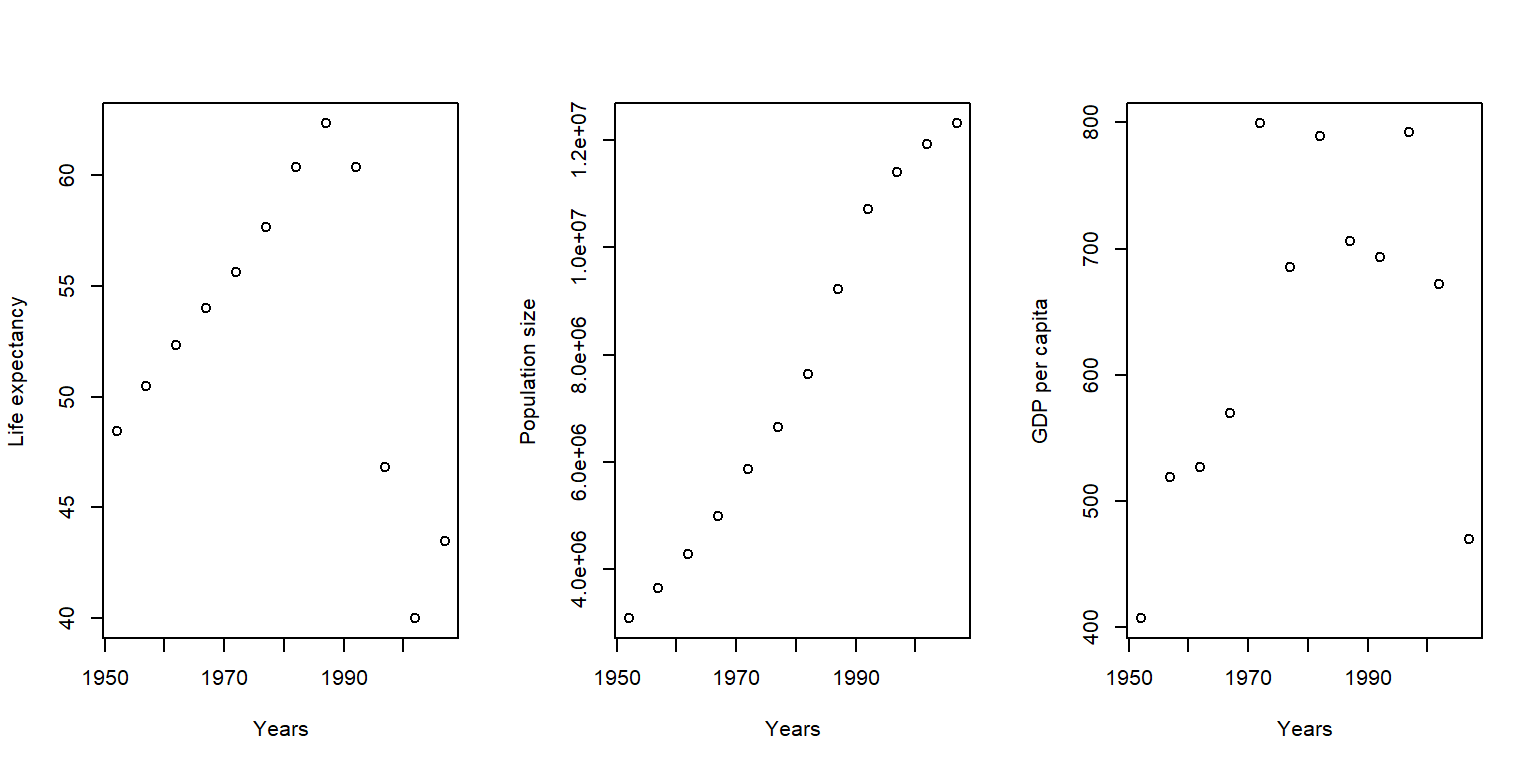 Life expectancy
60
55
50
45
40
1950 1970 1990
Years
Population size
1.2e+07
1.0e+07
8.0e+06
6.0e+06
4.0e+06
1950 1970 1990
Years
GDP per capita
800
700
600
500
400
1950 1970 1990
Years